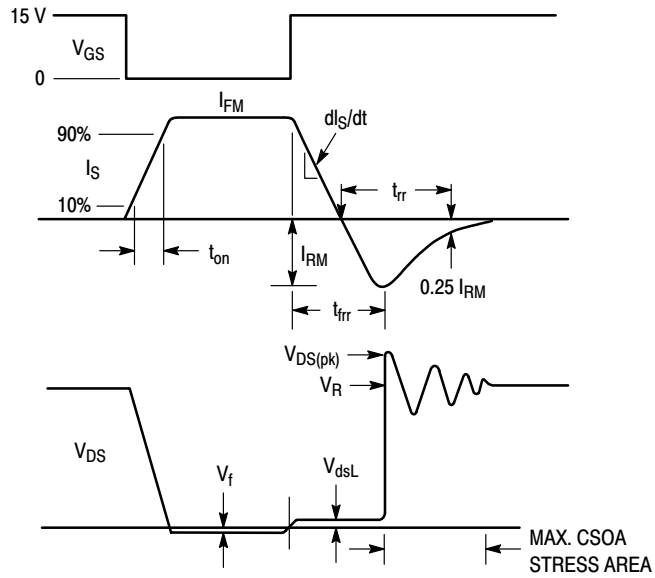 15 V
V_GS
0
I_FM
90%
dI_S/dt
I_S
t_rr
10%
t_on
I_RM
0.25 I_RM
t_frr
V_DS(pk)
V_R
V_DS
V_f
V_dsL
MAX. CSOA
STRESS AREA